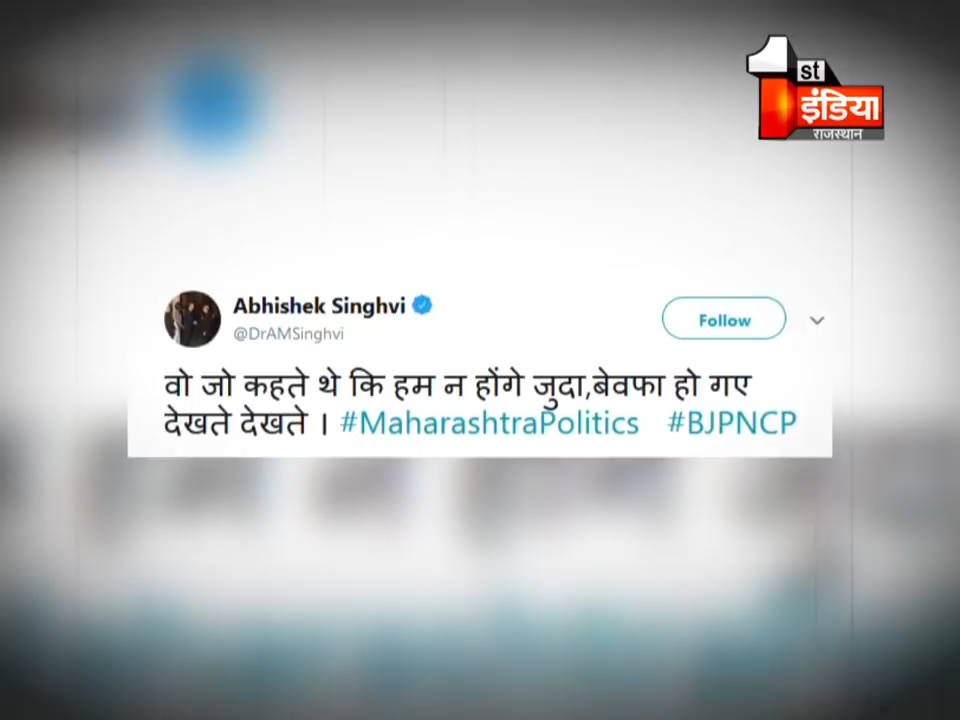 1st
इंडिया
राजस्थान
Abhishek Singhvi
@DrAMSinghvi
Follow
वो जो कहते थे कि हम न होंगे जुदा,बेवफा हो गए
देखते देखते । #MaharashtraPolitics #BJPNCP